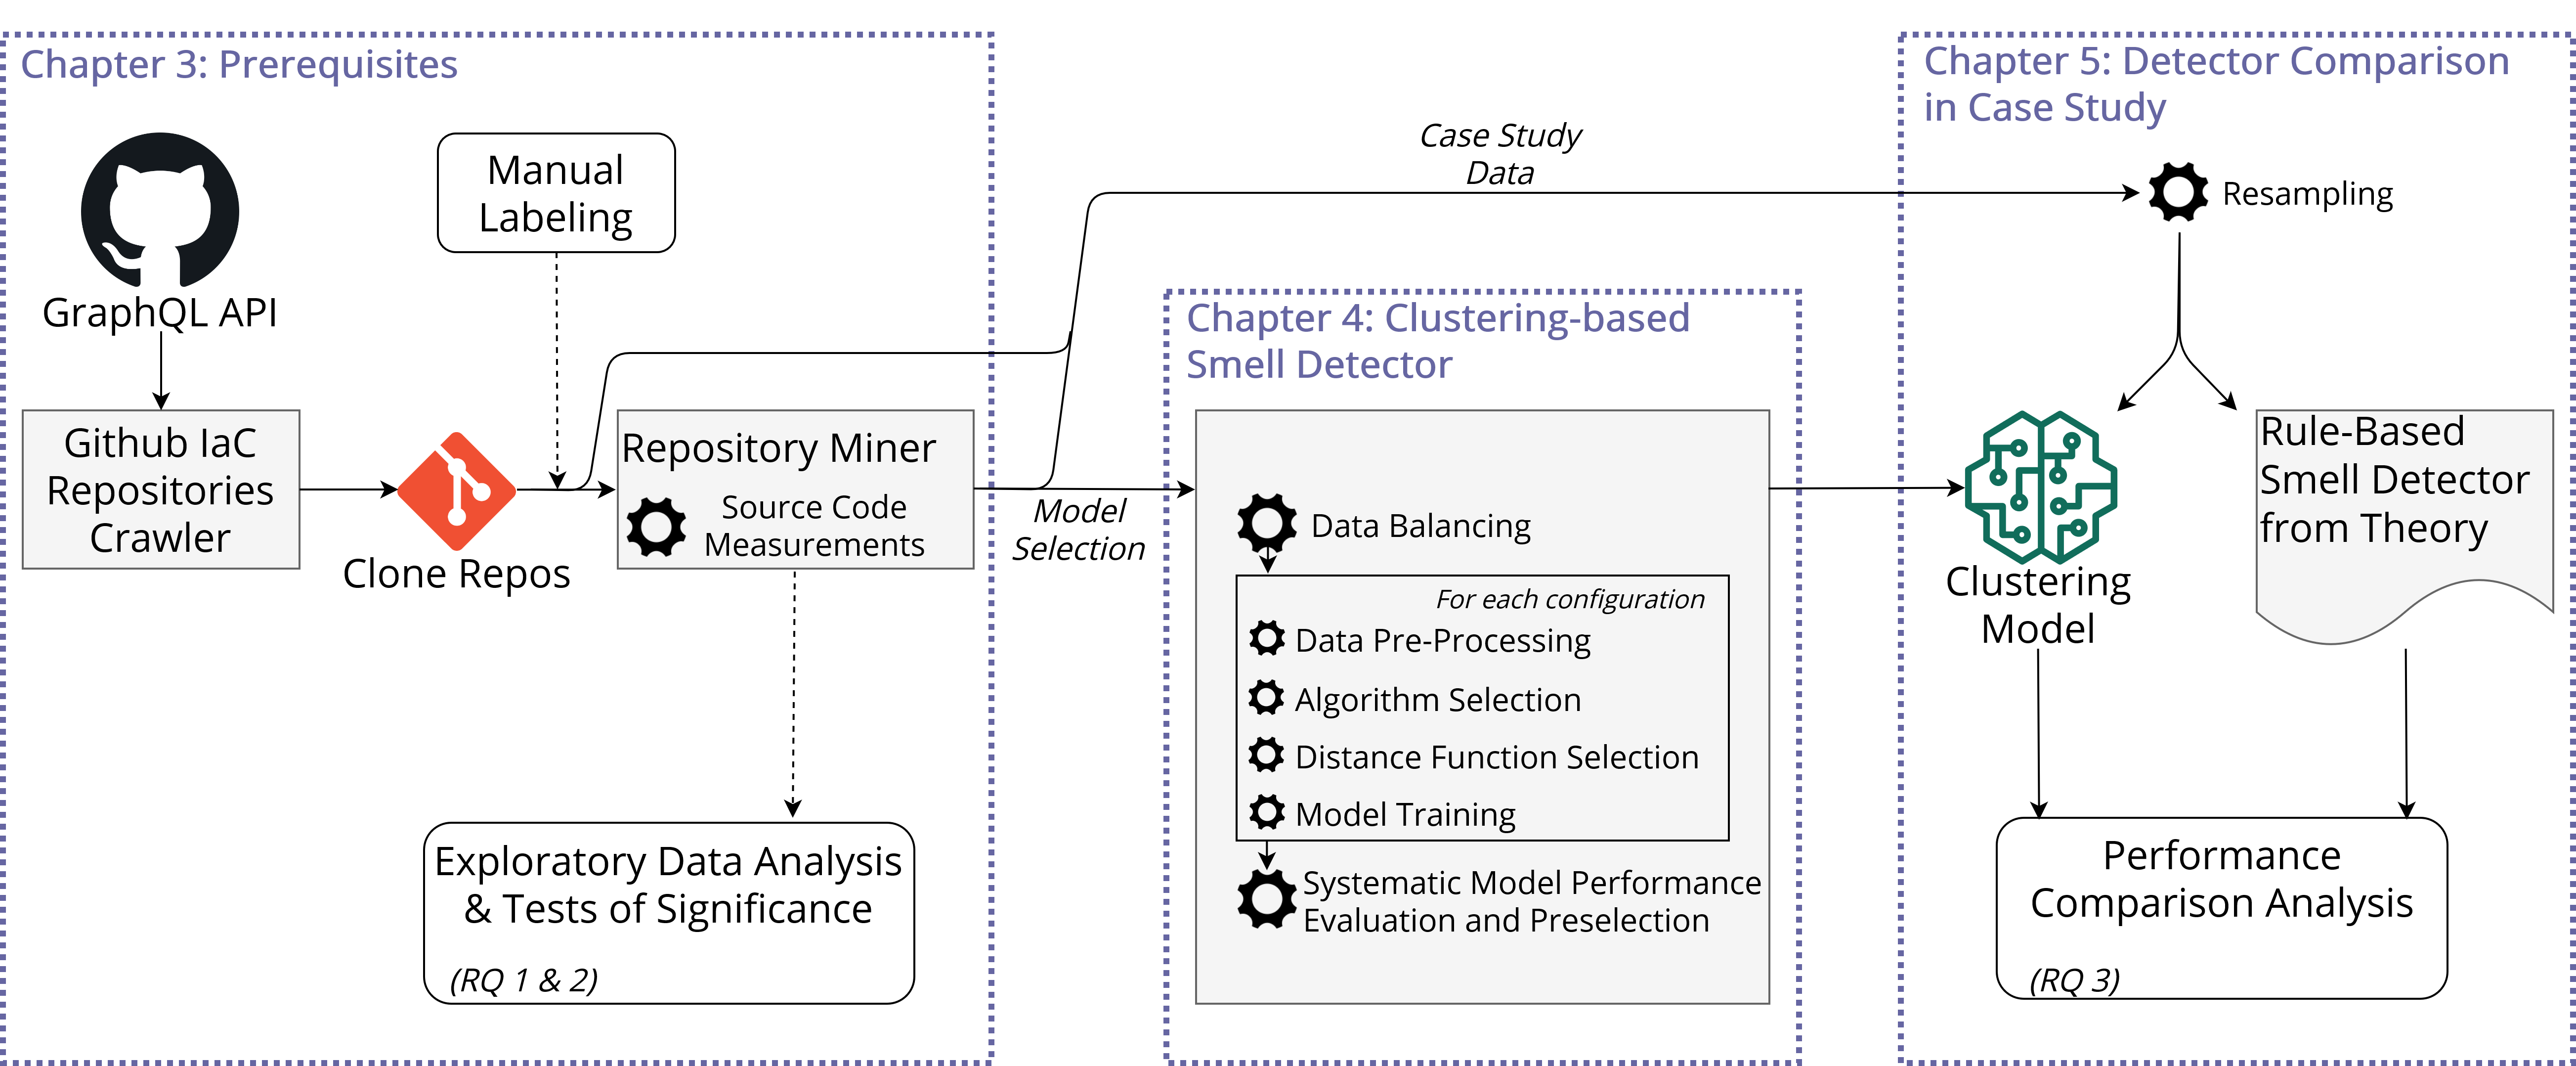 Chapter 3: Prerequisites
GraphQL API
Manual
Labeling
Github IaC
Repositories
Crawler
Clone Repos
Repository Miner
Source Code
Measurements
Exploratory Data Analysis
& Tests of Significance
(RQ 1 & 2)
Case Study
Data
Model
Selection
Chapter 4: Clustering-based
Smell Detector
Data Balancing
For each configuration
Data Pre-Processing
Algorithm Selection
Distance Function Selection
Model Training
Systematic Model Performance
Evaluation and Preselection
Chapter 5: Detector Comparison
in Case Study
Resampling
Clustering
Model
Rule-Based
Smell Detector
from Theory
Performance
Comparison Analysis
(RQ 3)